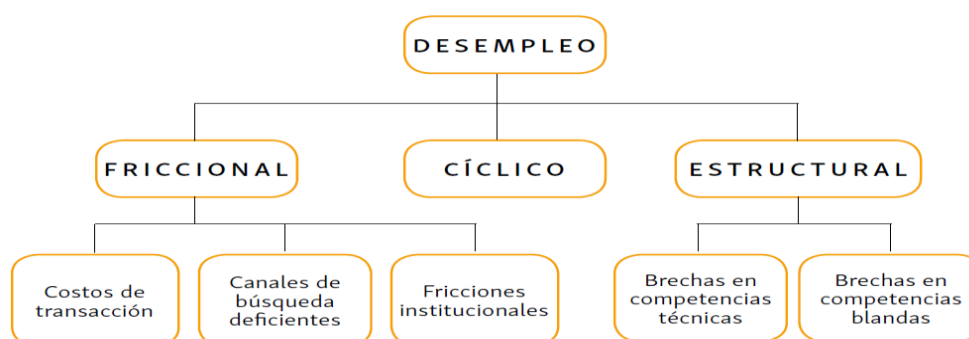 DESEMPLEO
FRICCIONAL
CÍCLICO
ESTRUCTURAL
Costos de
transacción
Canales de
búsqueda
deficientes
Fricciones
institucionales
Brechas en
competencias
técnicas
Brechas en
competencias
blandas